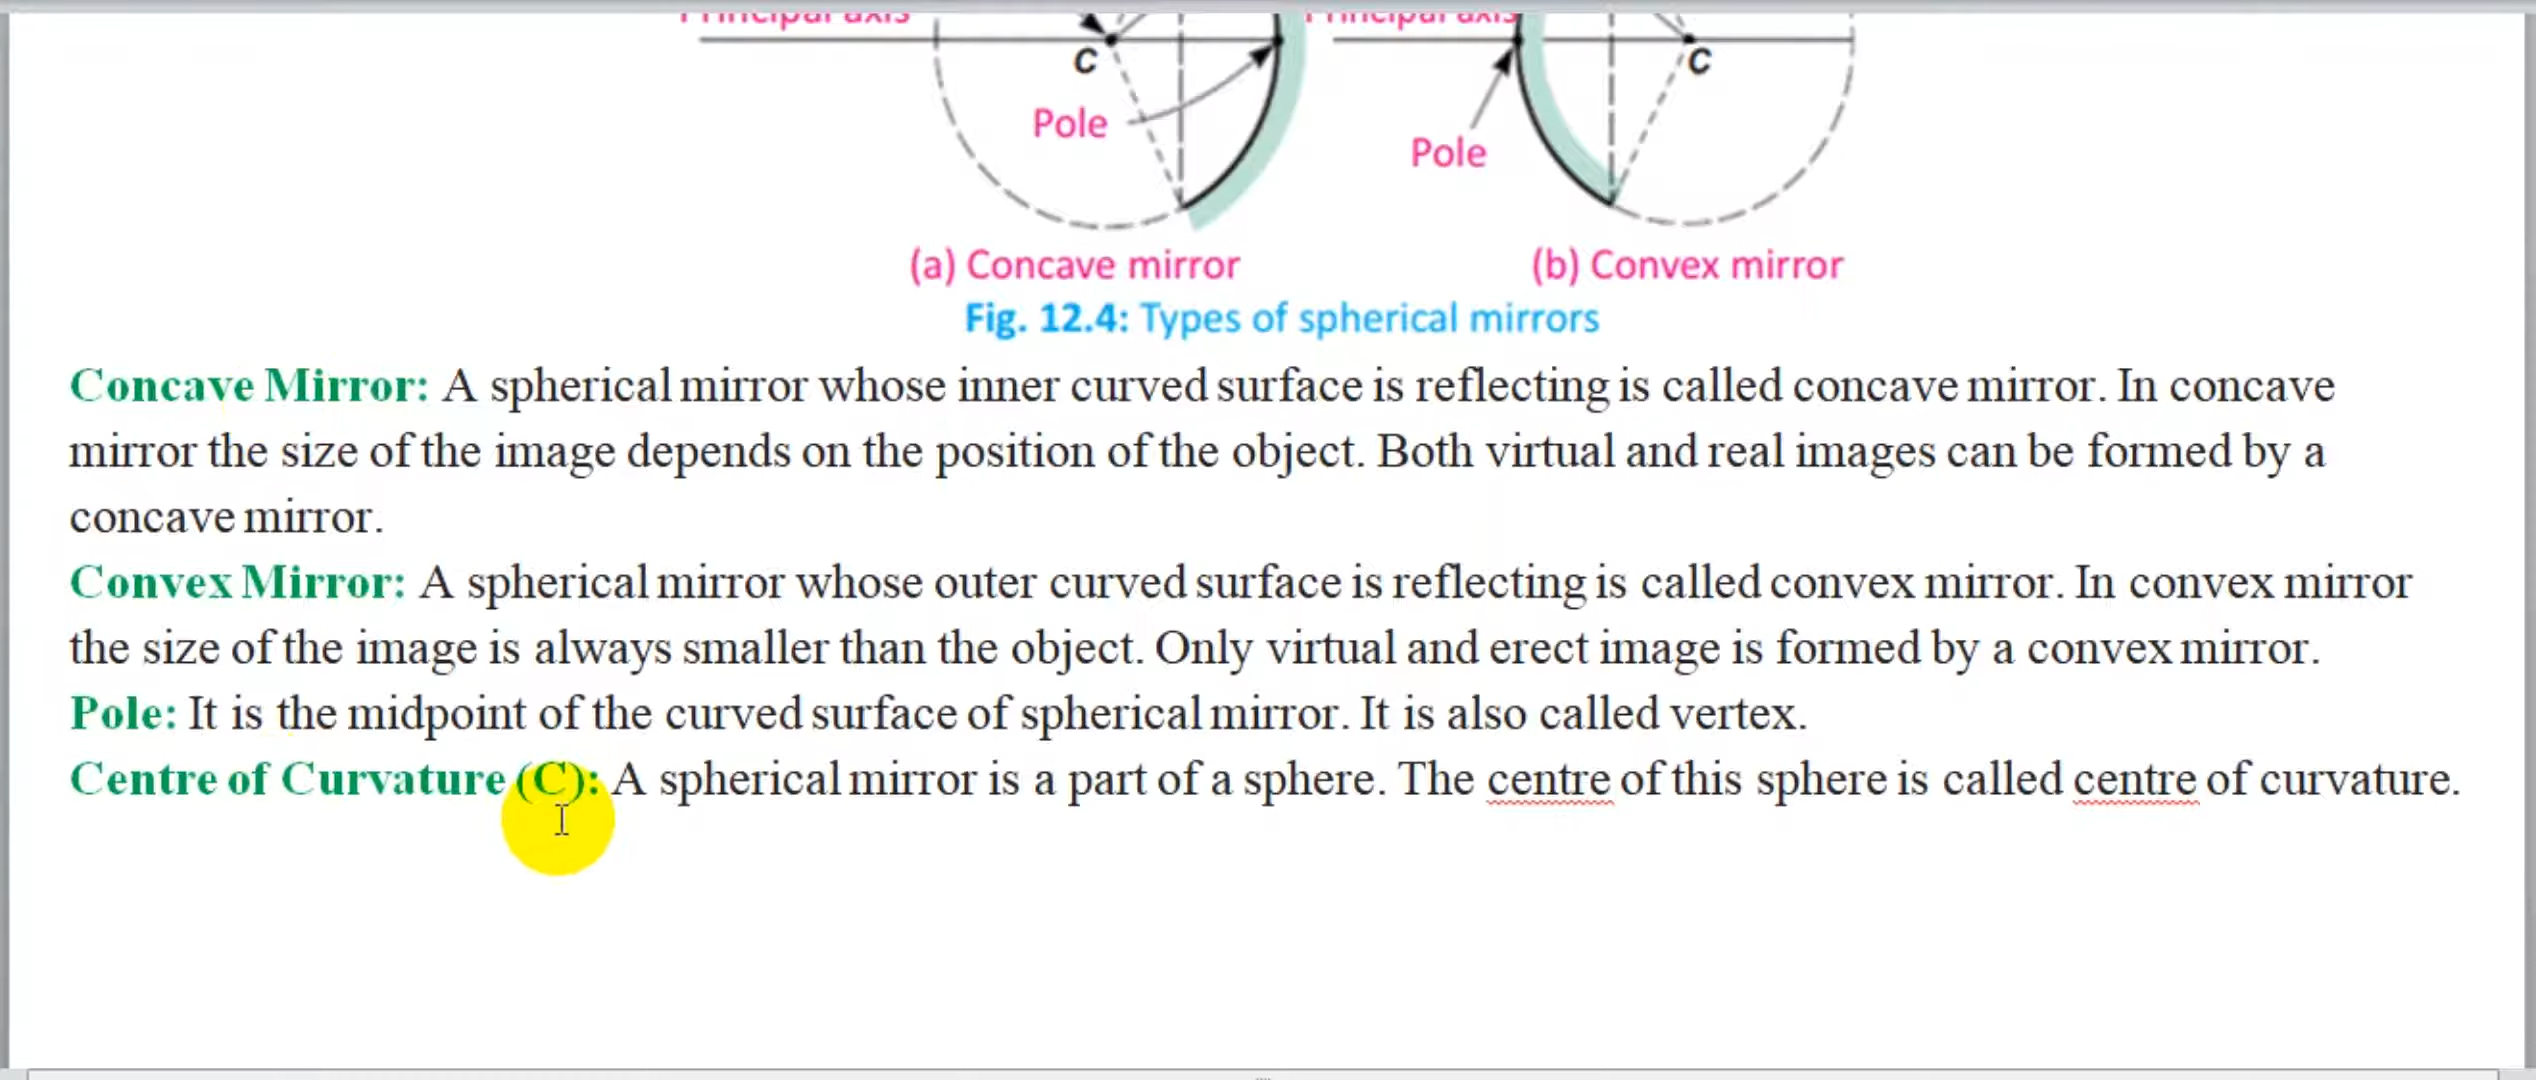 Principal axis Principal axis
C C
Pole
Pole
(a) Concave mirror (b) Convex mirror
Fig. 12.4: Types of spherical mirrors
Concave Mirror: A spherical mirror whose inner curved surface is reflecting is called concave mirror. In concave
mirror the size of the image depends on the position of the object. Both virtual and real images can be formed by a
concave mirror.
Convex Mirror: A spherical mirror whose outer curved surface is reflecting is called convex mirror. In convex mirror
the size of the image is always smaller than the object. Only virtual and erect image is formed by a convex mirror.
Pole: It is the midpoint of the curved surface of spherical mirror. It is also called vertex.
Centre of Curvature (C): A spherical mirror is a part of a sphere. The centre of this sphere is called centre of curvature.